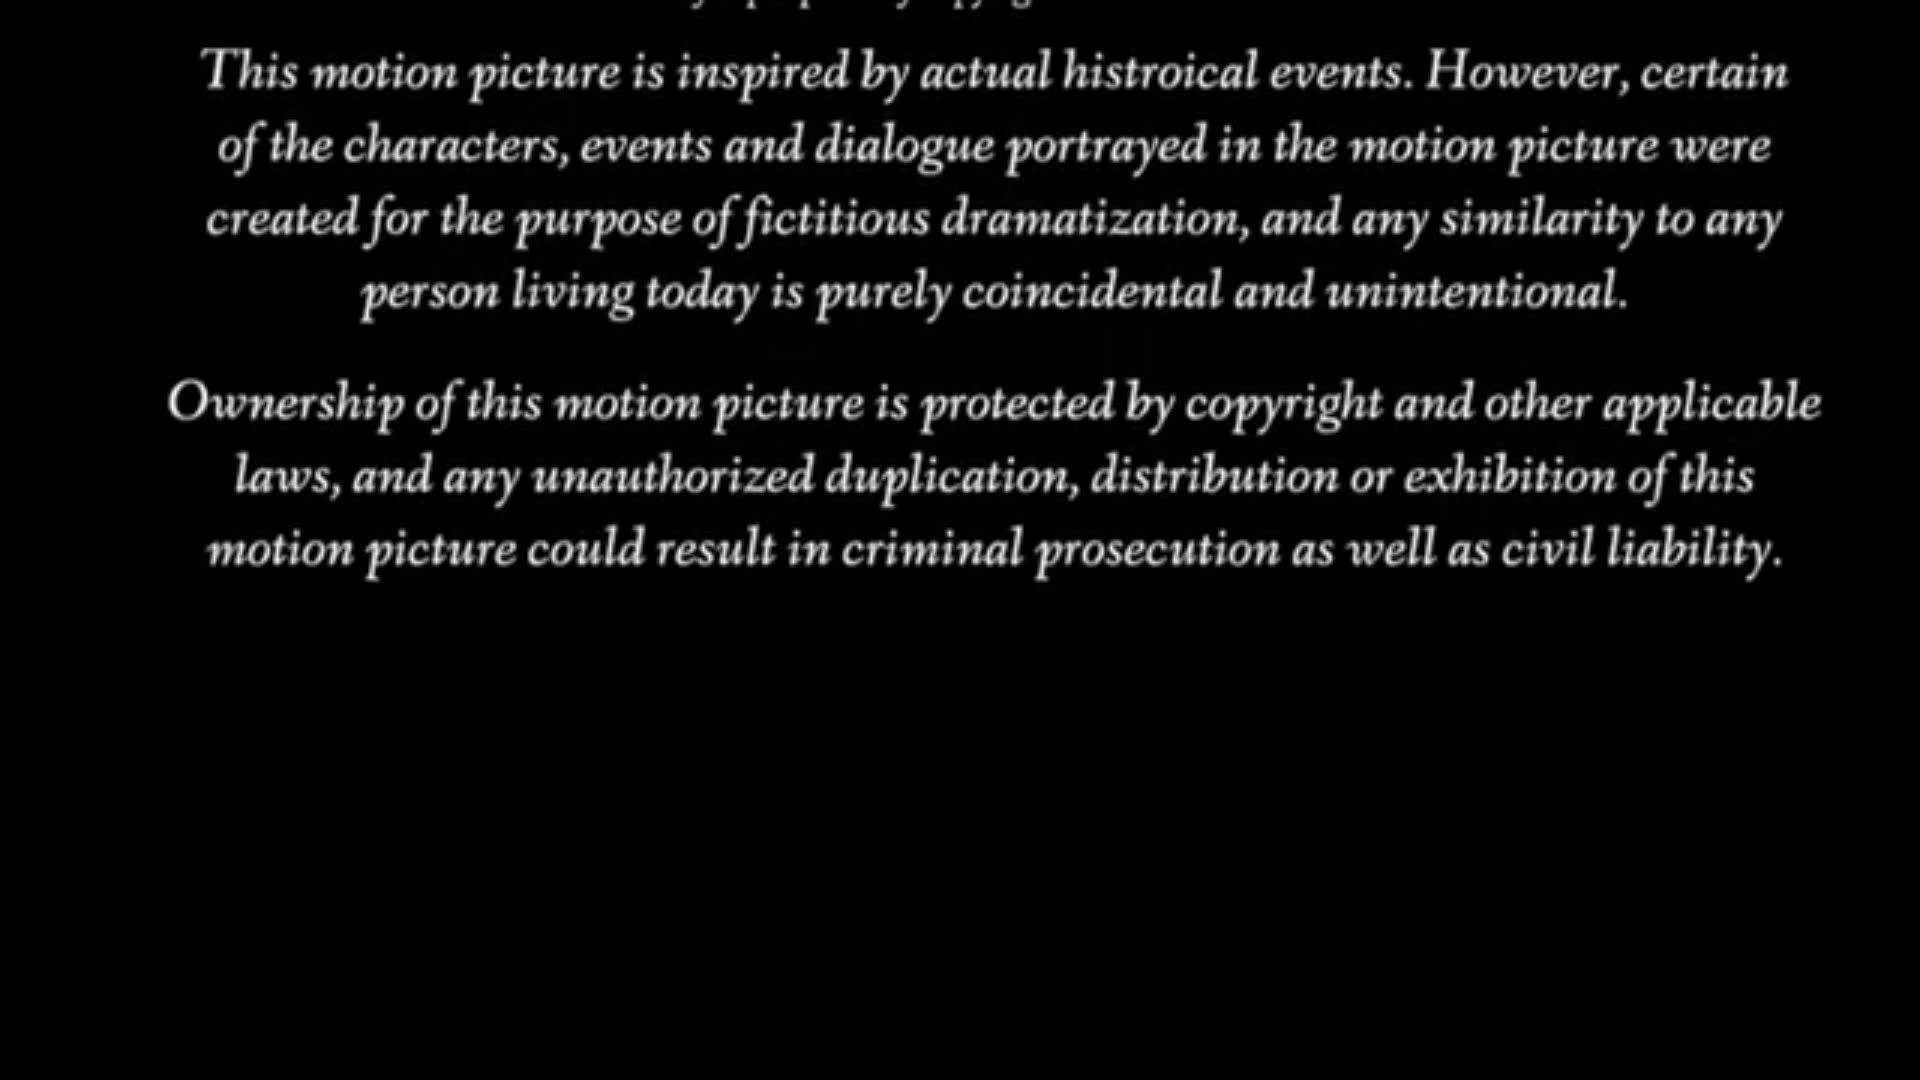 This motion picture is inspired by actual histroical events. However, certain
of the characters, events and dialogue portrayed in the motion picture were
created for the purpose of fictitious dramatization, and any similarity to any
person living today is purely coincidental and unintentional.
Ownership of this motion picture is protected by copyright and other applicable
laws, and any unauthorized duplication, distribution or exhibition of this
motion picture could result in criminal prosecution as well as civil liability.